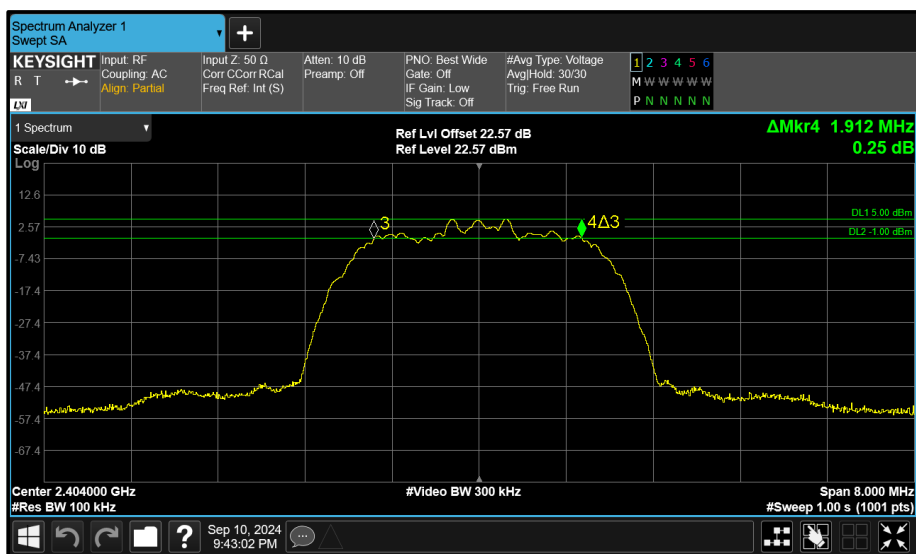 Spectrum Analyzer 1
Swept SA
+
KEYSIGHT
R T
LXI
Input: RF
Coupling: AC
Align: Partial
Input Z: 50 Ω
Corr CCorr RCal
Freq Ref: Int (S)
Atten: 10 dB
Preamp: Off
PNO: Best Wide
Gate: Off
IF Gain: Low
Sig Track: Off
#Avg Type: Voltage
Avg|Hold: 30/30
Trig: Free Run
1 2 3 4 5 6
M W W W W W
P N N N N N
1 Spectrum
Scale/Div 10 dB
Log
Ref Lvl Offset 22.57 dB
Ref Level 22.57 dBm
ΔMkr4 1.912 MHz
0.25 dB
12.6
2.57
-7.43
-17.4
-27.4
-37.4
-47.4
-57.4
-67.4
3
4Δ3
DL1 5.00 dBm
DL2 -1.00 dBm
Center 2.404000 GHz
#Res BW 100 kHz
#Video BW 300 kHz
Span 8.000 MHz
#Sweep 1.00 s (1001 pts)
?
Sep 10, 2024
9:43:02 PM